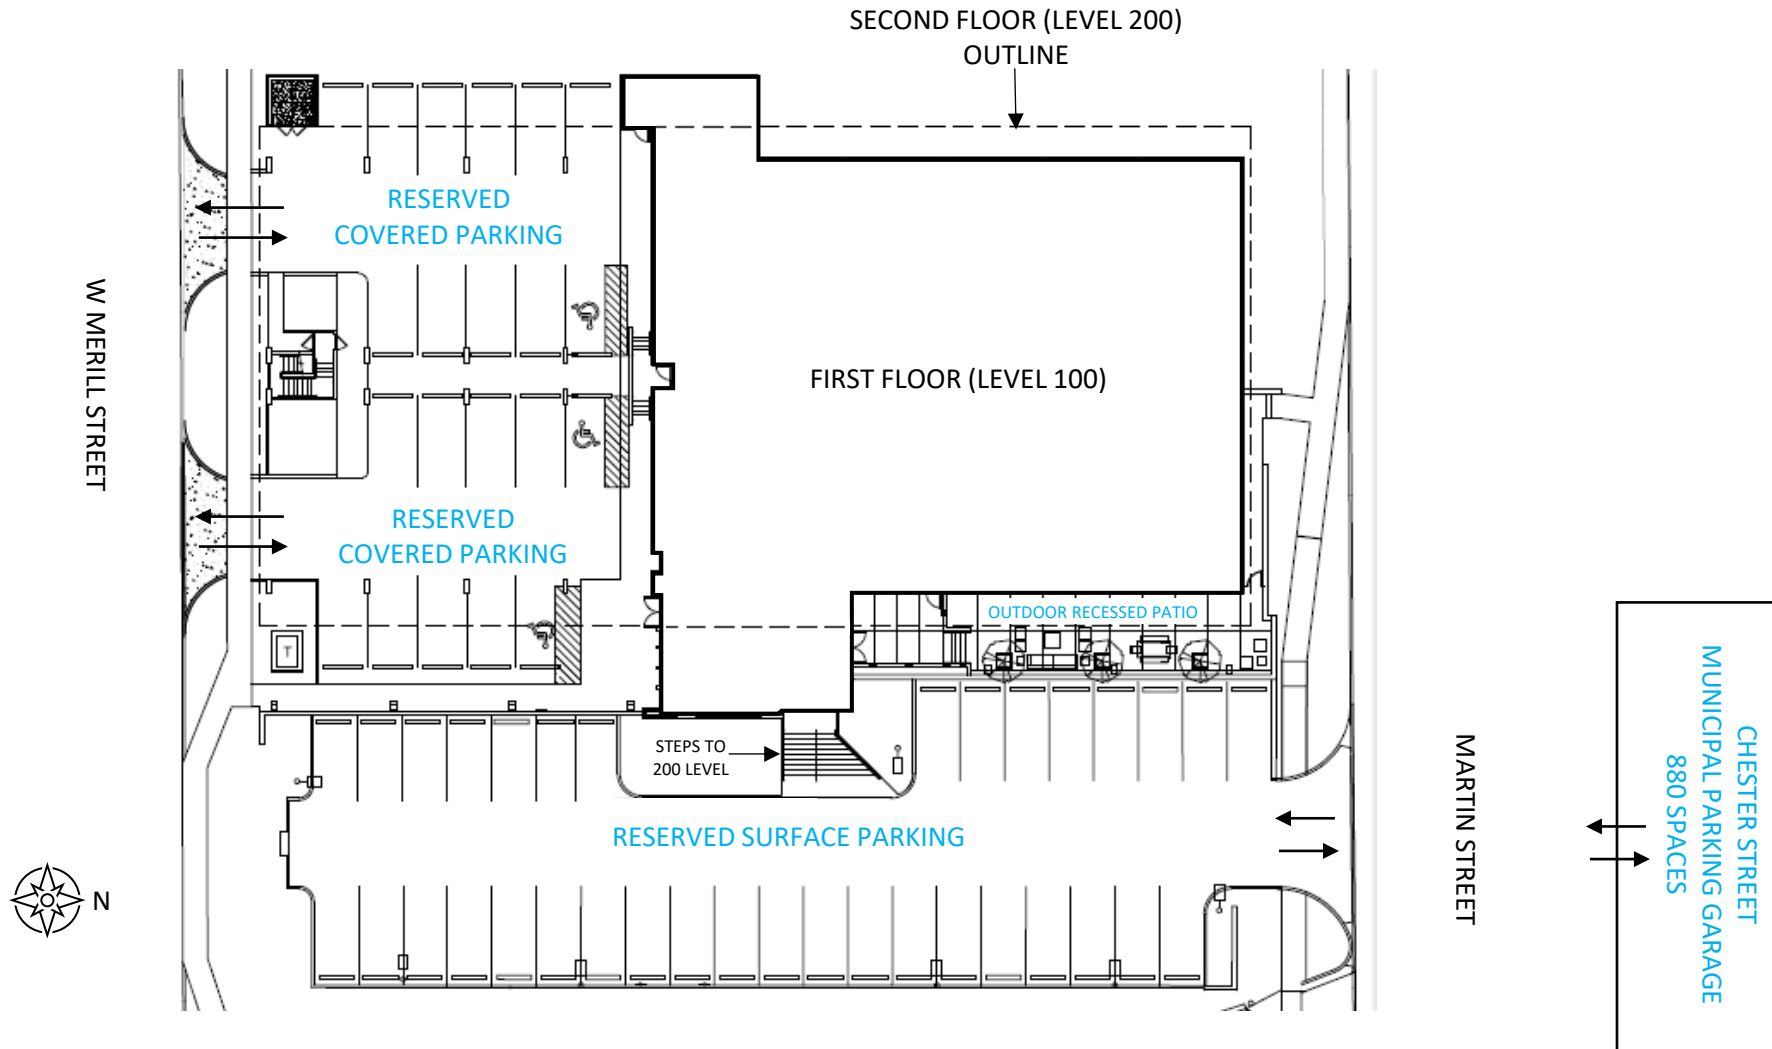 SECOND FLOOR (LEVEL 200)
OUTLINE
RESERVED
COVERED PARKING
W MERILL STREET
FIRST FLOOR (LEVEL 100)
RESERVED
COVERED PARKING
OUTDOOR RECESSED PATIO
T
STEPS TO
200 LEVEL
RESERVED SURFACE PARKING
MARTIN STREET
CHESTER STREET
MUNICIPAL PARKING GARAGE
880 SPACES
N